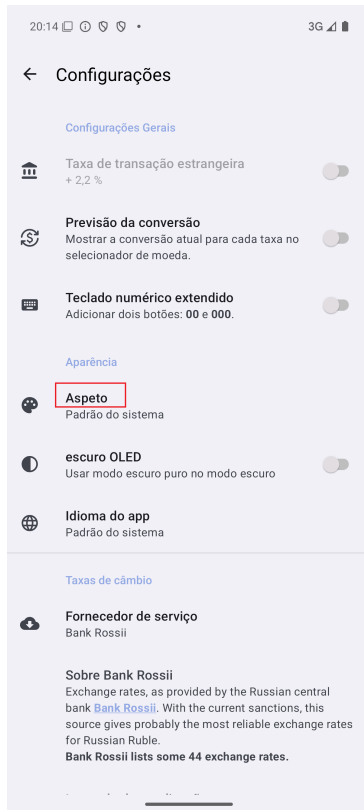 20:14 3G
Configurações
Configurações Gerais
Taxa de transação estrangeira
+ 2,2 %
Previsão da conversão
Mostrar a conversão atual para cada taxa no
selecionador de moeda.
Teclado numérico extendido
Adicionar dois botões: 00 e 000.
Aparência
Aspeto
Padrão do sistema
escuro OLED
Usar modo escuro puro no modo escuro
Idioma do app
Padrão do sistema
Taxas de câmbio
Fornecedor de serviço
Bank Rossii
Sobre Bank Rossii
Exchange rates, as provided by the Russian central
bank Bank Rossii. With the current sanctions, this
source gives probably the most reliable exchange rates
for Russian Ruble.
Bank Rossii lists some 44 exchange rates.